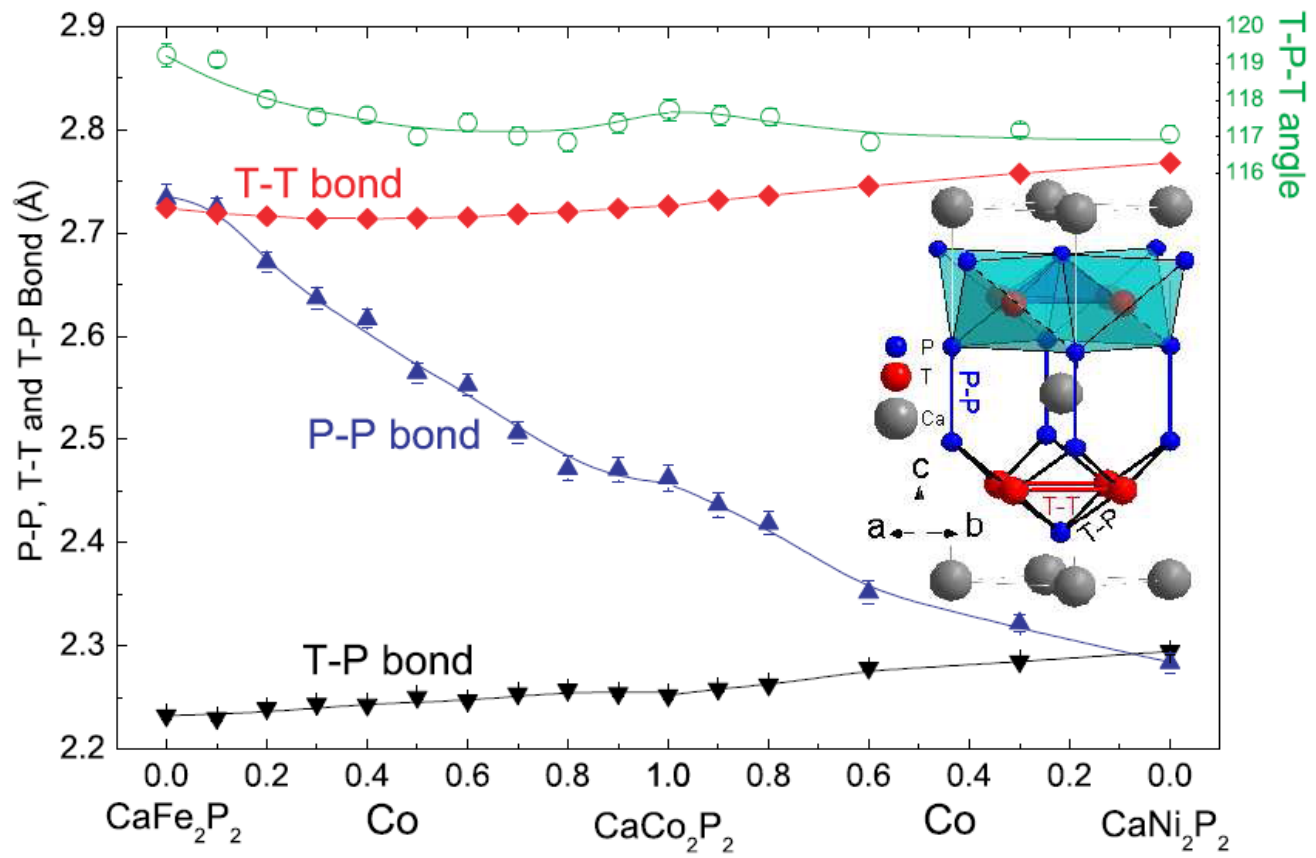 P-P, T-T and T-P Bond (Å)
2.9
2.8
2.7
2.6
2.5
2.4
2.3
2.2
T-T bond
P-P bond
T-P bond
120
119
118
117
116
T-P-T angle
P
T
Ca
P-P
c
a
b
T-T
T-P
0.0 0.2 0.4 0.6 0.8 1.0 0.8 0.6 0.4 0.2 0.0
CaFe₂P₂ Co CaCo₂P₂ Co CaNi₂P₂